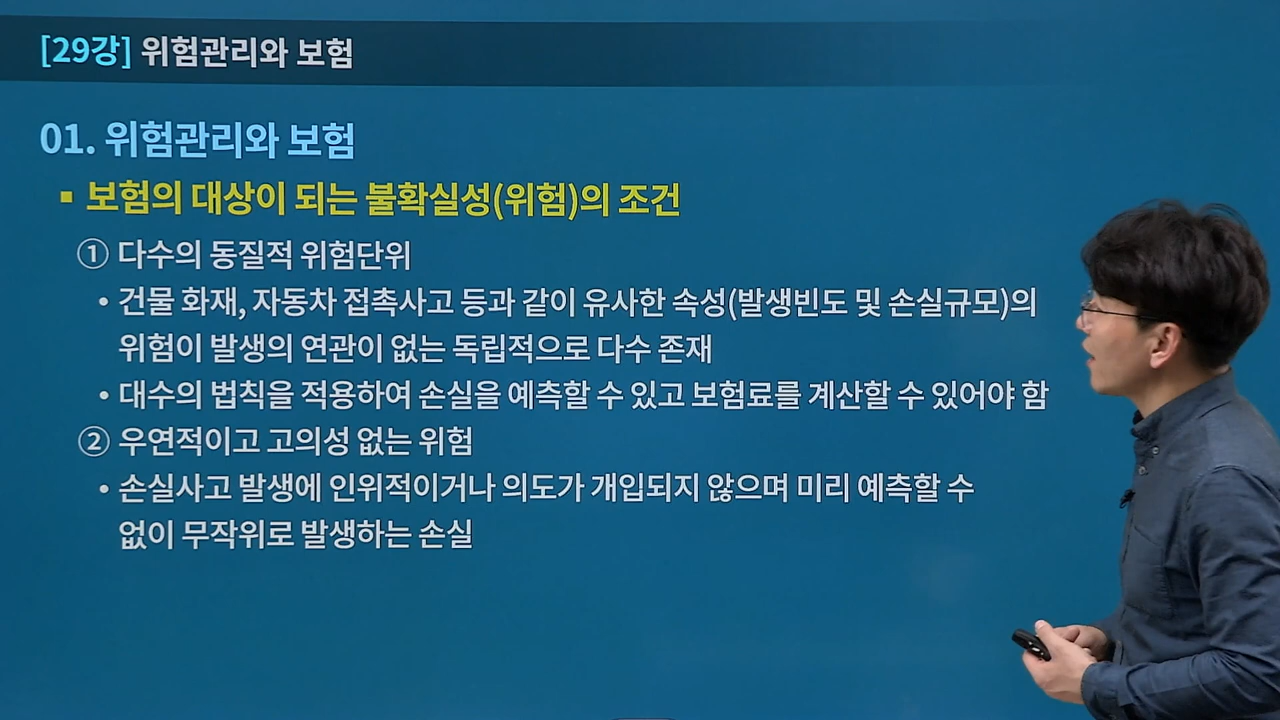 [29강] 위험관리와 보험
01. 위험관리와 보험
▪ 보험의 대상이 되는 불확실성(위험)의 조건
① 다수의 동질적 위험단위
• 건물 화재, 자동차 접촉사고 등과 같이 유사한 속성(발생빈도 및 손실규모)의
위험이 발생의 연관이 없는 독립적으로 다수 존재
• 대수의 법칙을 적용하여 손실을 예측할 수 있고 보험료를 계산할 수 있어야 함
② 우연적이고 고의성 없는 위험
• 손실사고 발생에 인위적이거나 의도가 개입되지 않으며 미리 예측할 수
없이 무작위로 발생하는 손실